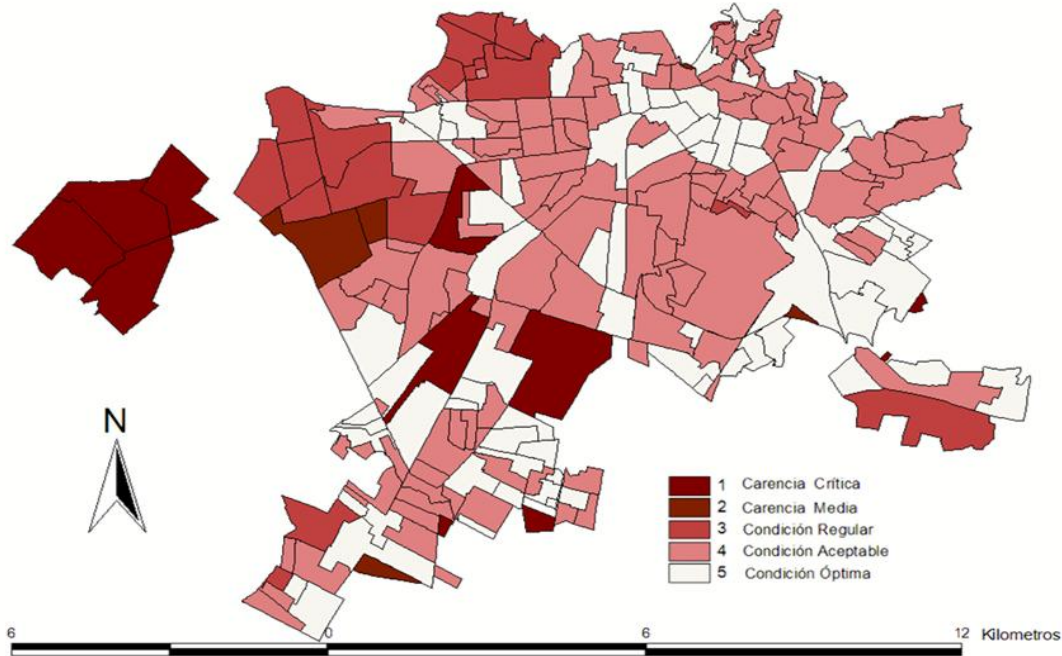 N
1 Carencia Crítica
2 Carencia Media
3 Condición Regular
4 Condición Aceptable
5 Condición Óptima
6 0 6 12 Kilometros